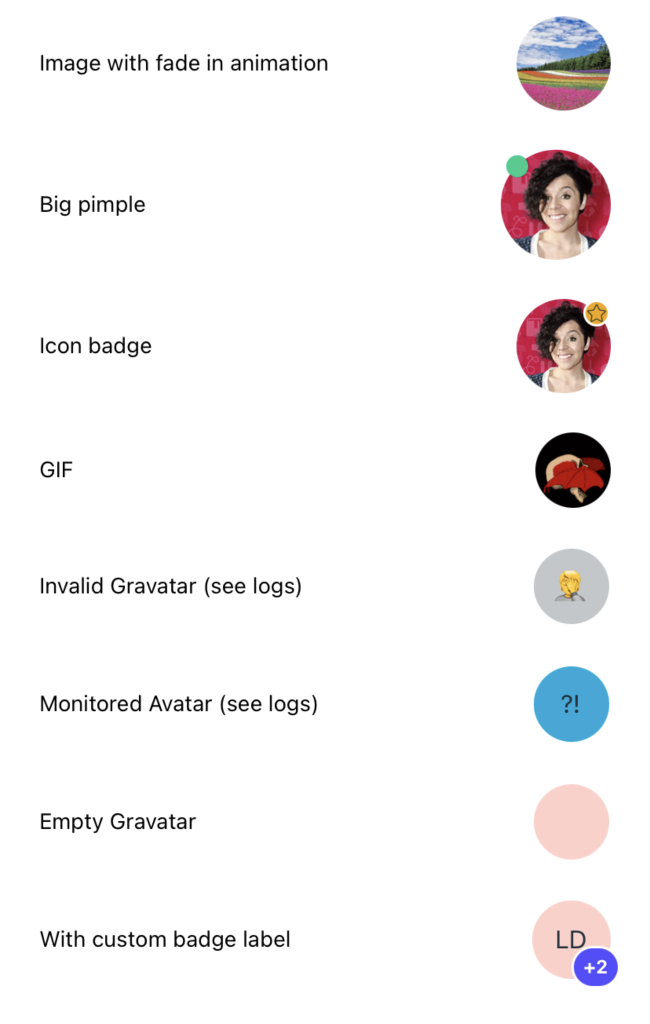 Image with fade in animation
Big pimple
Icon badge
GIF
Invalid Gravatar (see logs)
Monitored Avatar (see logs)
?!
Empty Gravatar
With custom badge label
LD
+2